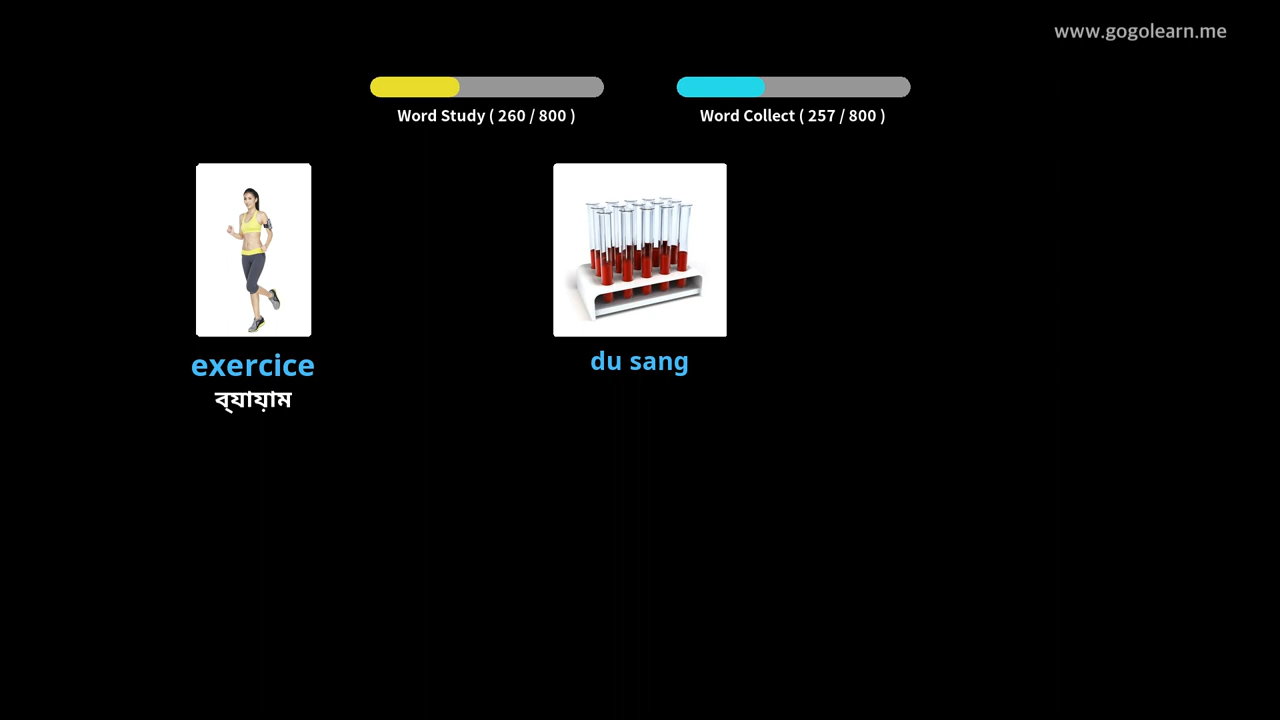 www.gogolearn.me
Word Study ( 260 / 800 )
Word Collect ( 257 / 800 )
exercice
ব্যায়াম
du sang